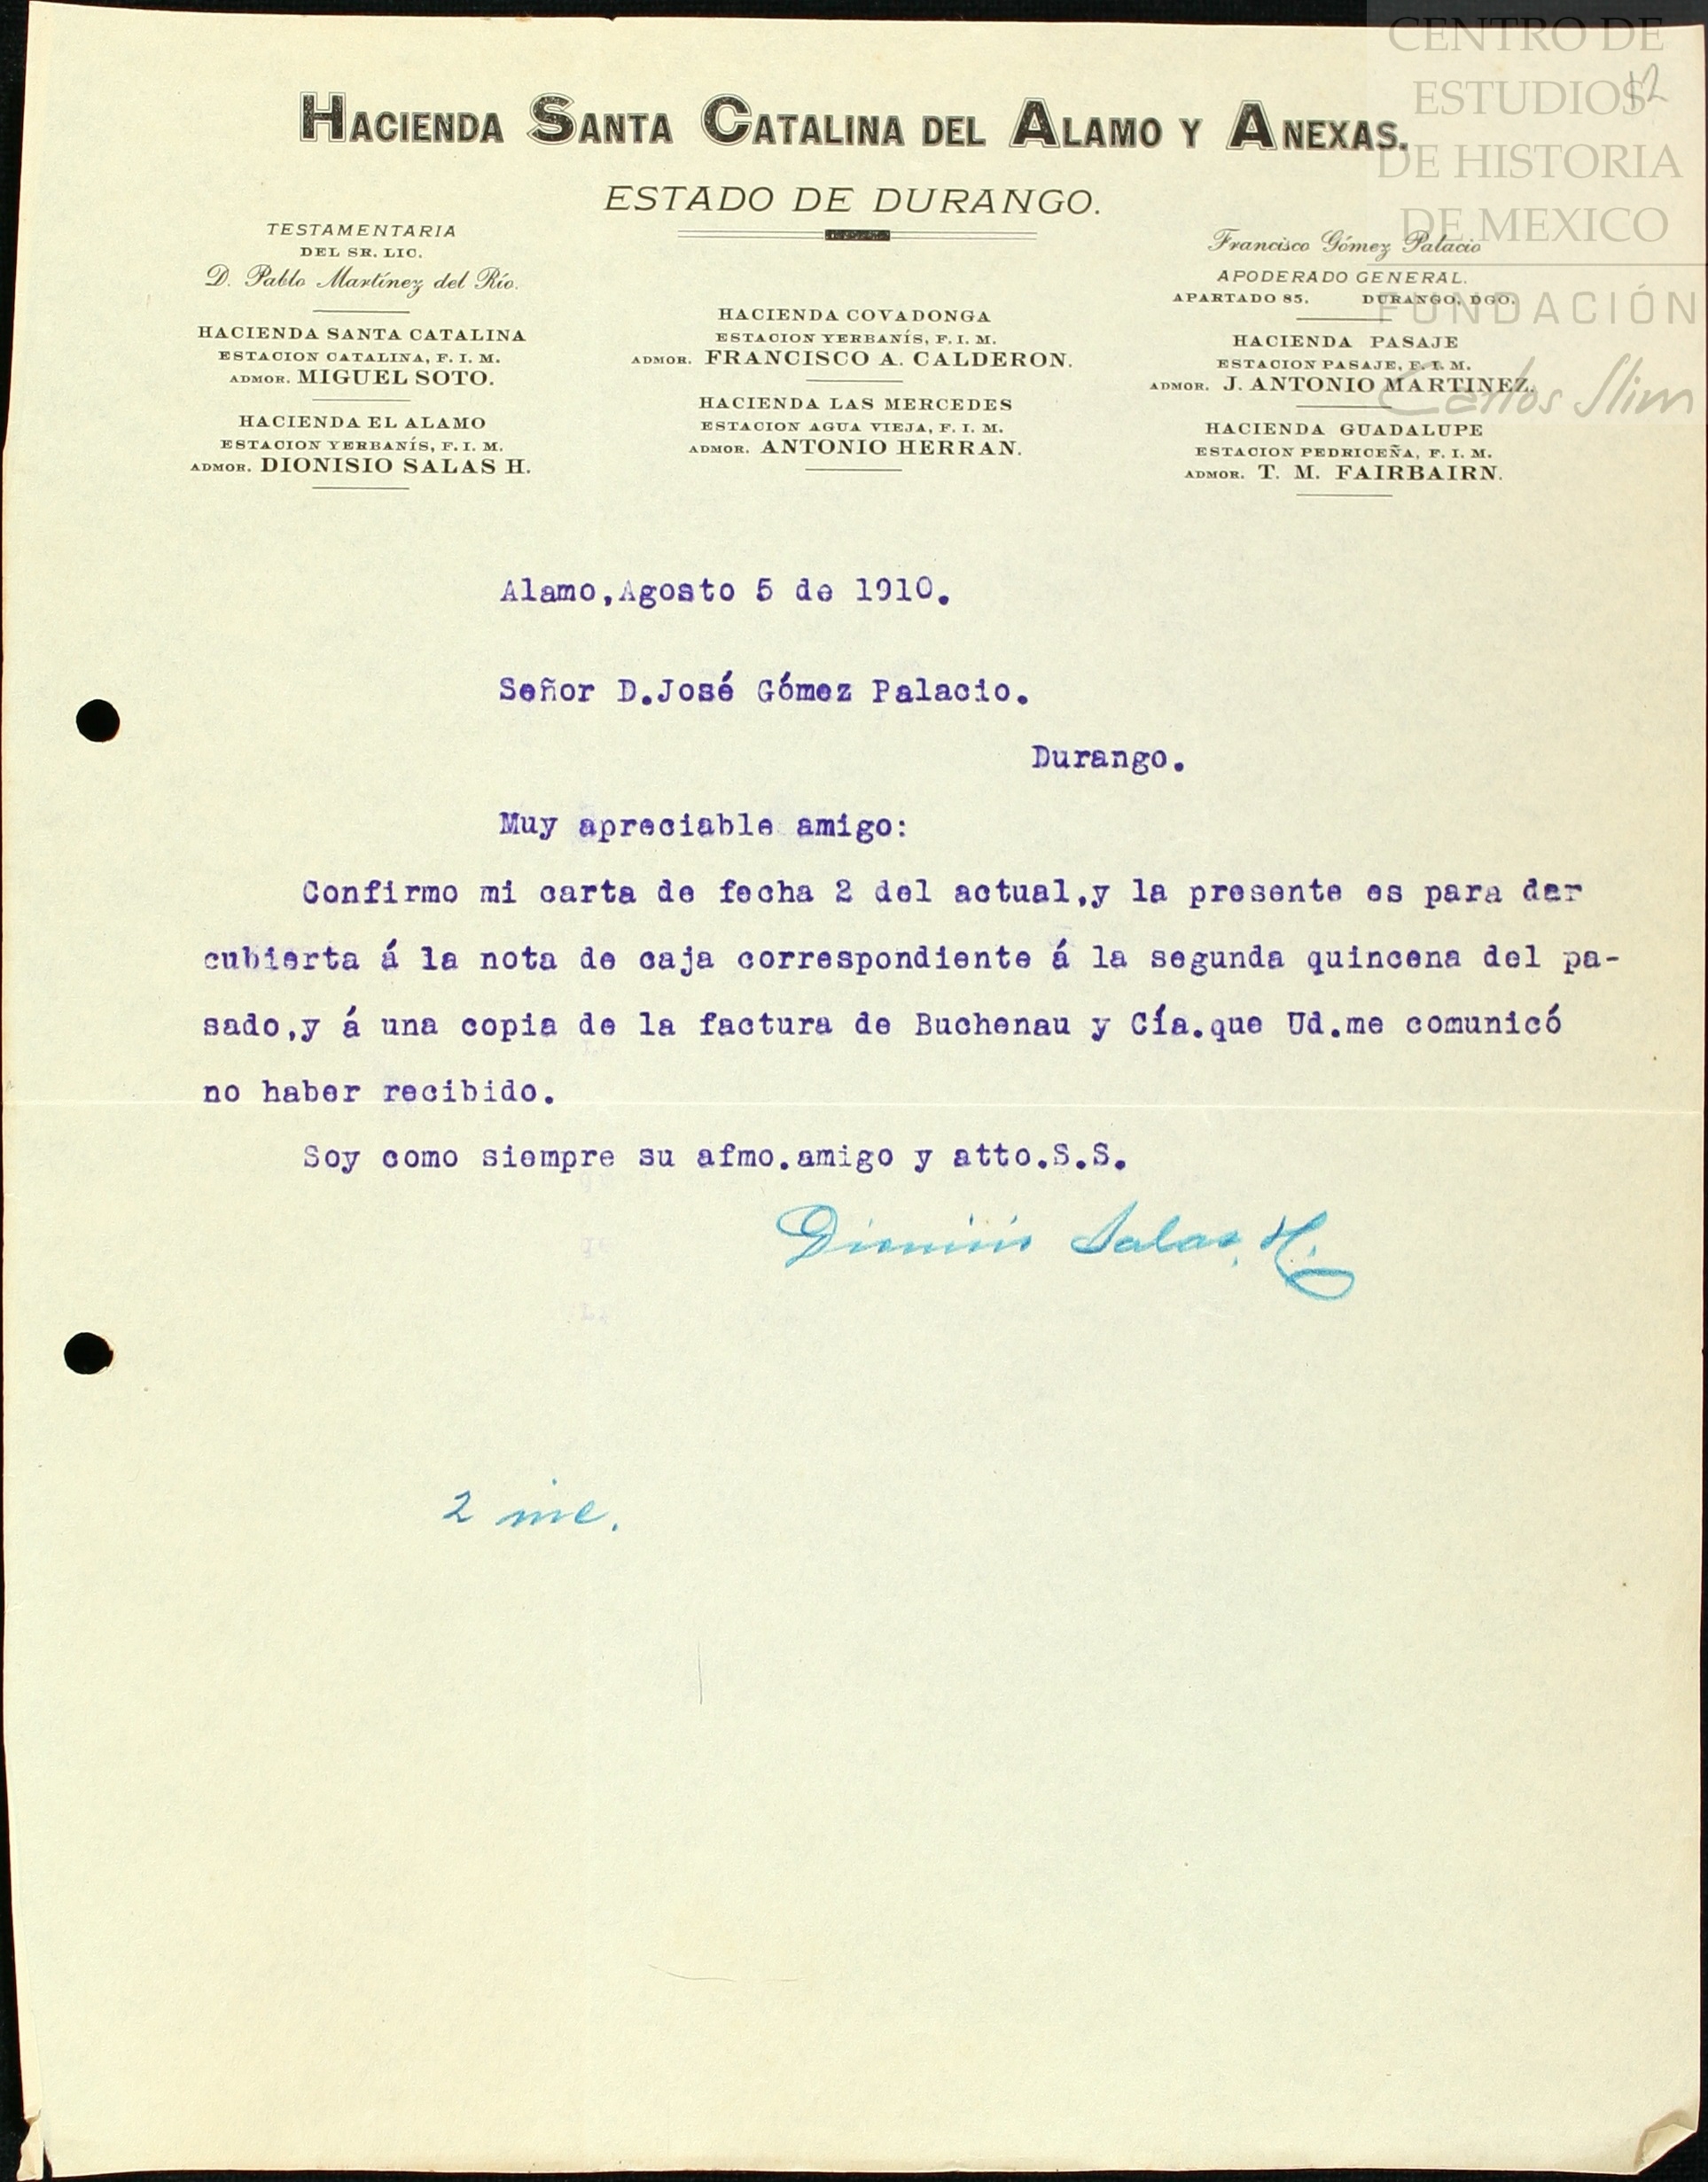 CENTRO DE
ESTUDIOS
DE HISTORIA
DE MEXICO
FUNDACIÓN
Carlos Slim
12
HACIENDA SANTA CATALINA DEL ALAMO Y ANEXAS.
ESTADO DE DURANGO.
TESTAMENTARIA
DEL SR. LIC.
D. Pablo Martínez del Río.
HACIENDA SANTA CATALINA
ESTACION CATALINA, F. I. M.
ADMOR. MIGUEL SOTO.
HACIENDA EL ALAMO
ESTACION YERBANÍS, F. I. M.
ADMOR. DIONISIO SALAS H.
HACIENDA COVADONGA
ESTACION YERBANÍS, F. I. M.
ADMOR. FRANCISCO A. CALDERON.
HACIENDA LAS MERCEDES
ESTACION AGUA VIEJA, F. I. M.
ADMOR. ANTONIO HERRAN.
Francisco Gómez Palacio
APODERADO GENERAL.
APARTADO 85. DURANGO, DGO.
HACIENDA PASAJE
ESTACION PASAJE, F. I. M.
ADMOR. J. ANTONIO MARTINEZ.
HACIENDA GUADALUPE
ESTACION PEDRICEÑA, F. I. M.
ADMOR. T. M. FAIRBAIRN.
Alamo,Agosto 5 de 1910.
Señor D.José Gómez Palacio.
Durango.
Muy apreciable amigo:
Confirmo mi carta de fecha 2 del actual,y la presente es para dar
cubierta á la nota de caja correspondiente á la segunda quincena del pa-
sado,y á una copia de la factura de Buchenau y Cía.que Ud.me comunicó
no haber recibido.
Soy como siempre su afmo.amigo y atto.S.S.
Dionisio Salas H.
2